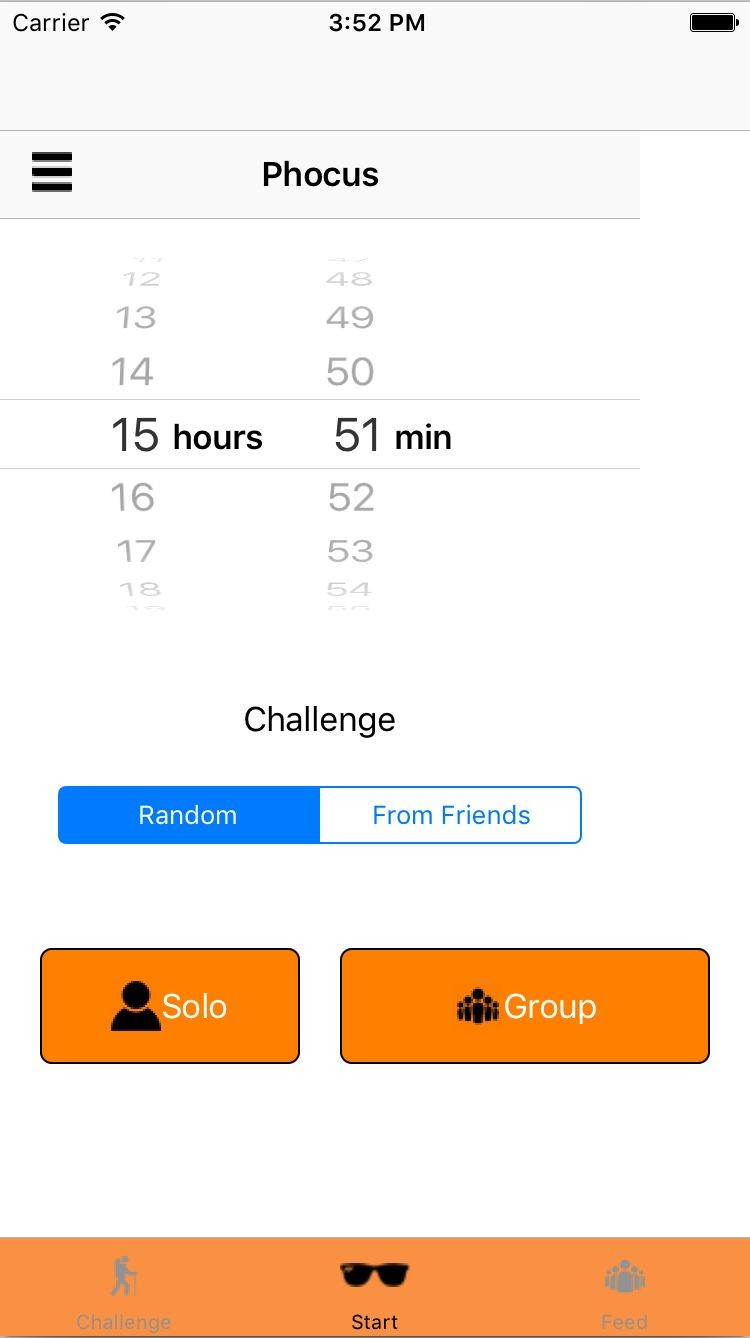 Carrier 3:52 PM
Phocus
12 48
13 49
14 50
15 hours 51 min
16 52
17 53
18 54
Challenge
Random From Friends
Solo Group
Challenge Start Feed